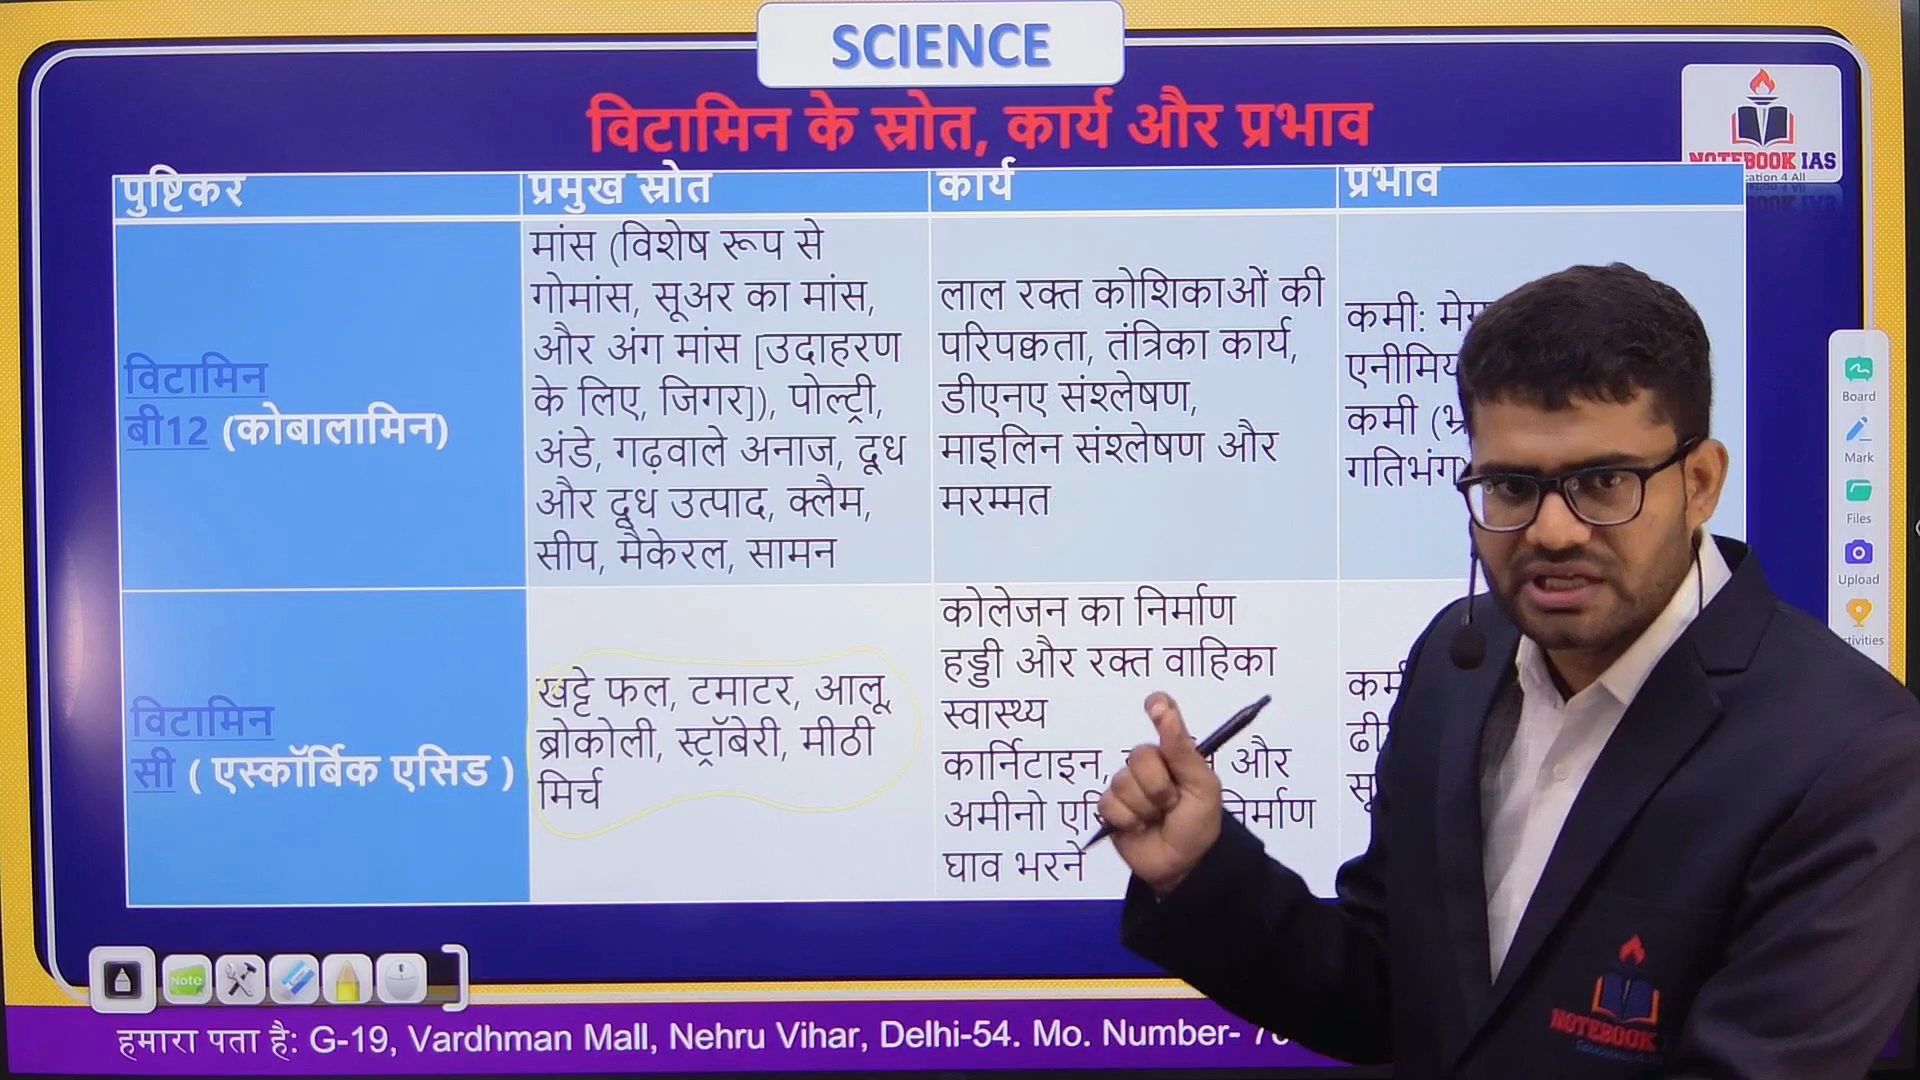 SCIENCE
विटामिन के स्रोत, कार्य और प्रभाव
NOTEBOOK IAS
पुष्टिकर
प्रमुख स्रोत
कार्य
प्रभाव
विटामिन
बी12 (कोबालामिन)
मांस (विशेष रूप से
गोमांस, सूअर का मांस,
और अंग मांस [उदाहरण
के लिए, जिगर]), पोल्ट्री,
अंडे, गढ़वाले अनाज, दूध
और दूध उत्पाद, क्लैम,
सीप, मैकेरल, सामन
लाल रक्त कोशिकाओं की
परिपक्वता, तंत्रिका कार्य,
डीएनए संश्लेषण,
माइलिन संश्लेषण और
मरम्मत
कमी:
कमी
विटामिन
सी ( एस्कॉर्बिक एसिड )
खट्टे फल, टमाटर, आलू,
ब्रोकोली, स्ट्रॉबेरी, मीठी
मिर्च
कोलेजन का निर्माण
हड्डी और रक्त वाहिका
स्वास्थ्य
कार्निटाइन, और
अमीनो निर्माण
घाव भरने
Board
Mark
Files
Upload
Note
हमारा पता है: G-19, Vardhman Mall, Nehru Vihar, Delhi-54. Mo. Number-
NOTEBOOK